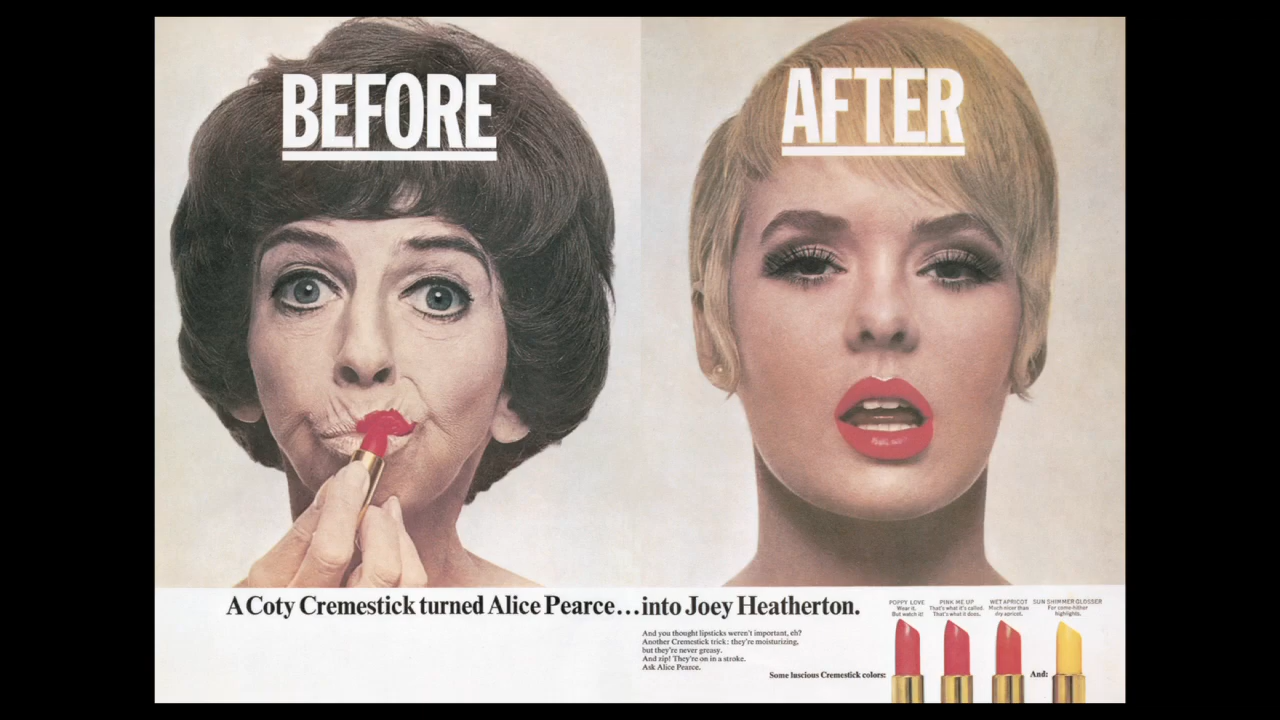 BEFORE
AFTER
A Coty Cremestick turned Alice Pearce...into Joey Heatherton.
And you thought lipsticks weren't important, eh?
Another Cremestick trick: they're moisturizing,
but they're never greasy.
And zip! They're on in a stroke.
Ask Alice Pearce.
Some luscious Cremestick colors:
POPPY LOVE
Wear it.
But watch it!
PINK ME UP
That's what it's called.
That's what it does.
WET APRICOT
Much nicer than
dry apricot.
And:
SUN SHIMMER GLOSSER
For come-hither
highlights.